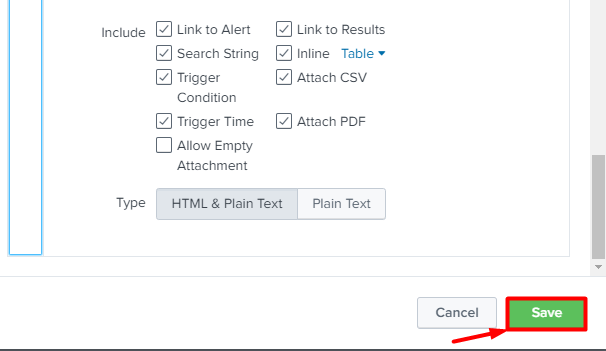 Include Link to Alert Link to Results
Search String Inline Table
Trigger Attach CSV
Condition
Trigger Time Attach PDF
Allow Empty
Attachment
Type HTML & Plain Text Plain Text
Cancel Save